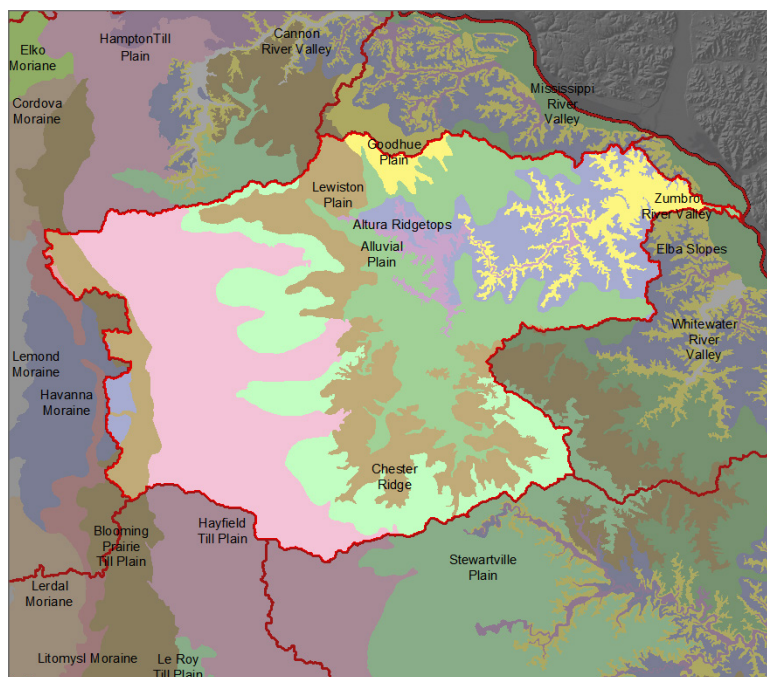 Elko
Moriane
HamptonTill
Plain
Cannon
River Valley
Cordova
Moraine
Mississippi
River
Valley
Goodhue
Plain
Lewiston
Plain
Zumbro
River Valley
Altura Ridgetops
Alluvial
Plain
Elba Slopes
Whitewater
River
Valley
Lemond
Moraine
Havanna
Moraine
Chester
Ridge
Blooming
Prairie
Till Plain
Hayfield
Till Plain
Stewartville
Plain
Lerdal
Moriane
Litomysl Moraine
Le Roy
Till Plain